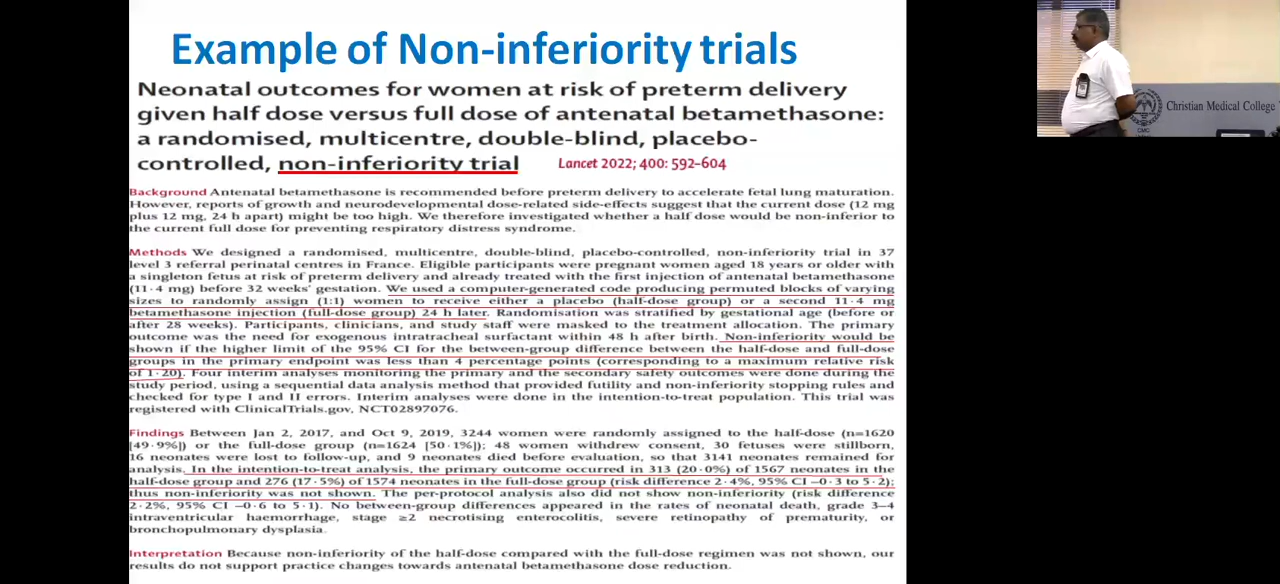 Example of Non-inferiority trials
Neonatal outcomes for women at risk of preterm delivery
given half dose versus full dose of antenatal betamethasone:
a randomised, multicentre, double-blind, placebo-
controlled, non-inferiority trial Lancet 2022; 400: 592–604
Background Antenatal betamethasone is recommended before preterm delivery to accelerate fetal lung maturation.
However, reports of growth and neurodevelopmental dose-related side-effects suggest that the current dose (12 mg
plus 12 mg, 24 h apart) might be too high. We therefore investigated whether a half dose would be non-inferior to
the current full dose for preventing respiratory distress syndrome.
Methods We designed a randomised, multicentre, double-blind, placebo-controlled, non-inferiority trial in 37
level 3 referral perinatal centres in France. Eligible participants were pregnant women aged 18 years or older with
a singleton fetus at risk of preterm delivery and already treated with the first injection of antenatal betamethasone
(11·4 mg) before 32 weeks' gestation. We used a computer-generated code producing permuted blocks of varying
sizes to randomly assign (1:1) women to receive either a placebo (half-dose group) or a second 11·4 mg
betamethasone injection (full-dose group) 24 h later. Randomisation was stratified by gestational age (before or
after 28 weeks). Participants, clinicians, and study staff were masked to the treatment allocation. The primary
outcome was the need for exogenous intratracheal surfactant within 48 h after birth. Non-inferiority would be
shown if the higher limit of the 95% CI for the between-group difference between the half-dose and full-dose
groups in the primary endpoint was less than 4 percentage points (corresponding to a maximum relative risk
of 1·20). Four interim analyses monitoring the primary and the secondary safety outcomes were done during the
study period, using a sequential data analysis method that provided futility and non-inferiority stopping rules and
checked for type I and II errors. Interim analyses were done in the intention-to-treat population. This trial was
registered with ClinicalTrials.gov, NCT02897076.
Findings Between Jan 2, 2017, and Oct 9, 2019, 3244 women were randomly assigned to the half-dose (n=1620
[49·9%]) or the full-dose group (n=1624 [50·1%]); 48 women withdrew consent, 30 fetuses were stillborn,
16 neonates were lost to follow-up, and 9 neonates died before evaluation, so that 3141 neonates remained for
analysis. In the intention-to-treat analysis, the primary outcome occurred in 313 (20·0%) of 1567 neonates in the
half-dose group and 276 (17·5%) of 1574 neonates in the full-dose group (risk difference 2·4%, 95% CI –0·3 to 5·2);
thus non-inferiority was not shown. The per-protocol analysis also did not show non-inferiority (risk difference
2·2%, 95% CI –0·6 to 5·1). No between-group differences appeared in the rates of neonatal death, grade 3–4
intraventricular haemorrhage, stage ≥2 necrotising enterocolitis, severe retinopathy of prematurity, or
bronchopulmonary dysplasia.
Interpretation Because non-inferiority of the half-dose compared with the full-dose regimen was not shown, our
results do not support practice changes towards antenatal betamethasone dose reduction.
Christian Medical College
CMC